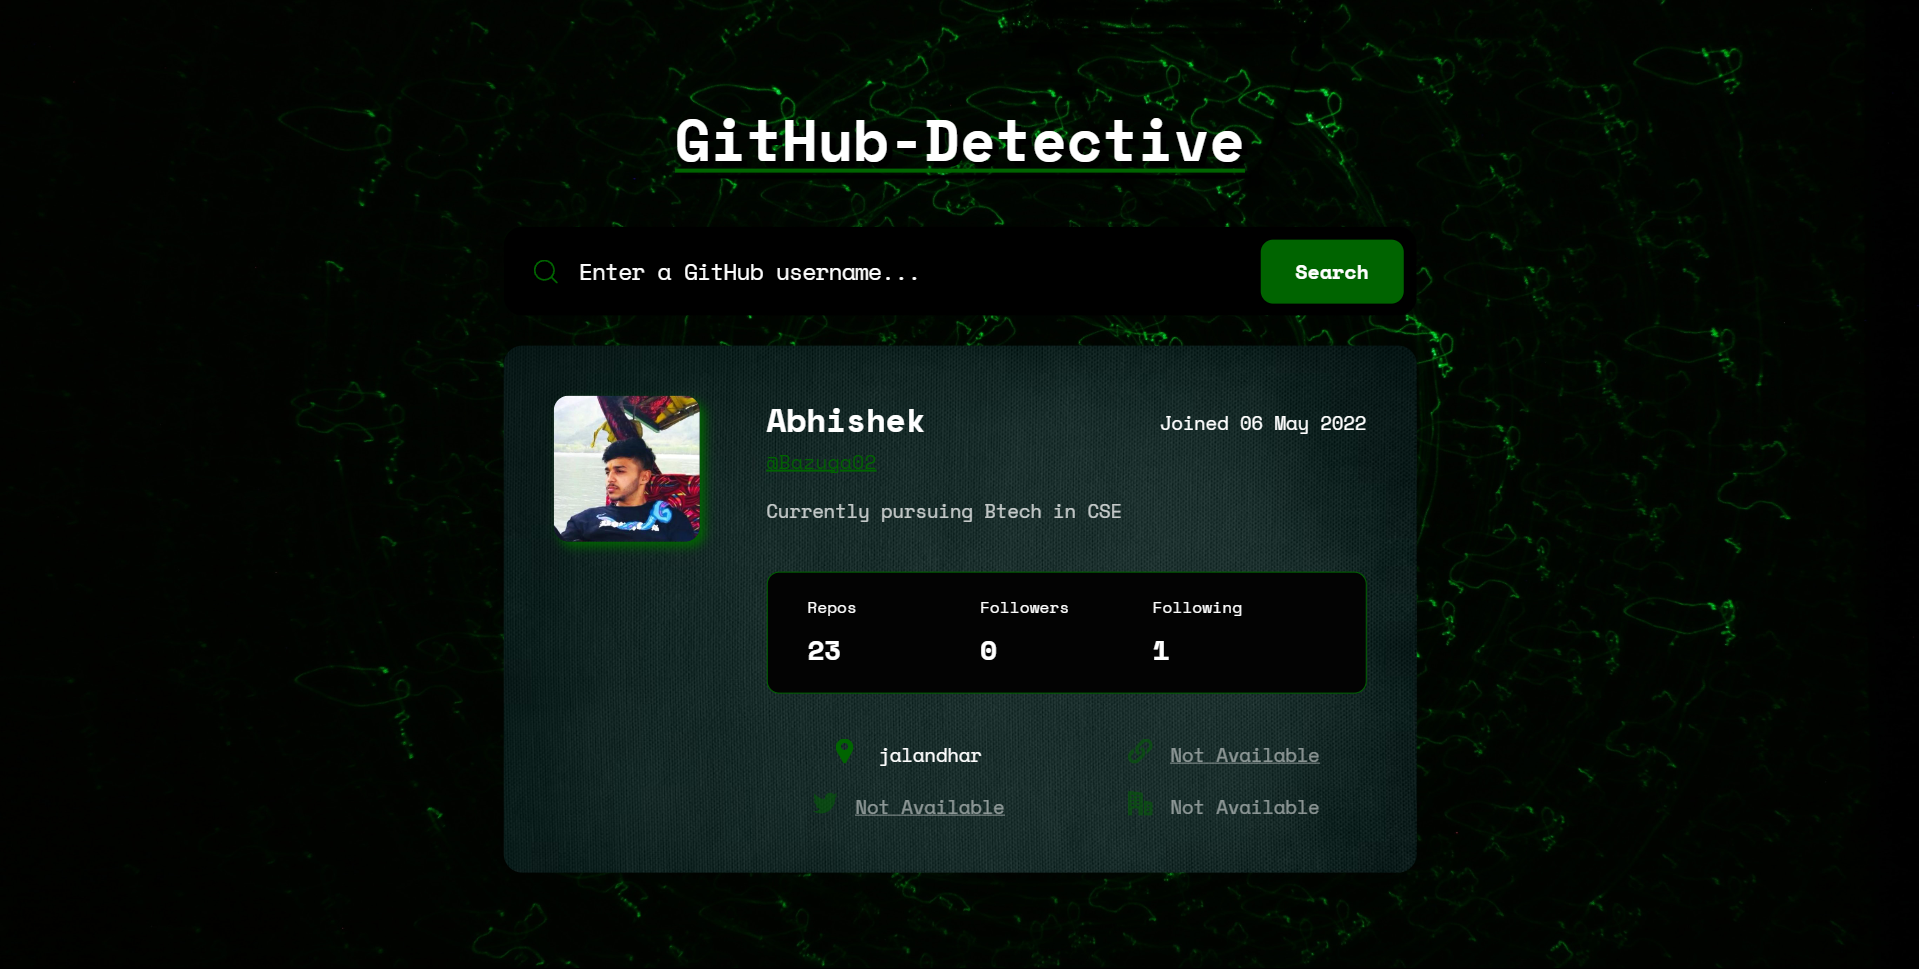 GitHub-Detective
Enter a GitHub username...
Search
Abhishek
Joined 06 May 2022
@Bazuga02
Currently pursuing Btech in CSE
Repos
Followers
Following
23
0
1
jalandhar
Not Available
Not Available
Not Available